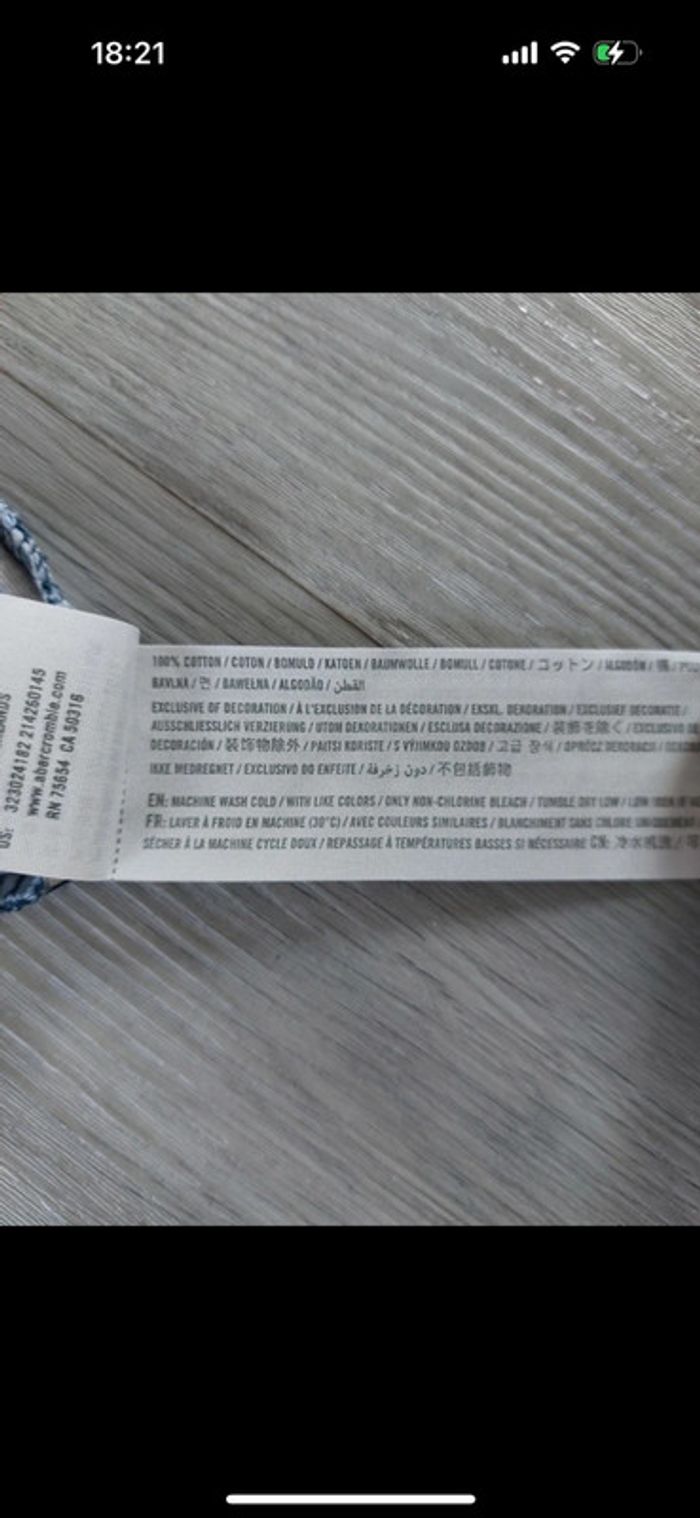 18:21
US: 323024182 214260145
www.abercrombie.com
RN 75654 CA 50316
100% COTTON / COTON / BOMULD / KATOEN / BAUMWOLLE / BOMULL / COTONE / コットン / ALGODÓN / 棉 /
BAVLNA / 면 / BAWEŁNA / ALGODÃO / القطن
EXCLUSIVE OF DECORATION / À L'EXCLUSION DE LA DÉCORATION / EKSKL. DEKORATION / EXCLUSIEF DECORATIE /
AUSSCHLIESSLICH VERZIERUNG / UTOM DEKORATIONEN / ESCLUSA DECORAZIONE / 装飾を除く / EXCLUSIVO DE
DECORACIÓN / 装饰物除外 / PAITSI KORISTE / S VÝJIMKOU OZDOB / 고급 장식 / OPRÓCZ DEKORACJI /
IKKE MEDREGNET / EXCLUSIVO DO ENFEITE / دون زخرفة / 不包括飾物
EN: MACHINE WASH COLD / WITH LIKE COLORS / ONLY NON-CHLORINE BLEACH / TUMBLE DRY LOW / LOW IRON
FR: LAVER À FROID EN MACHINE (30°C) / AVEC COULEURS SIMILAIRES / BLANCHIMENT SANS CHLORE UNIQUEMENT
SÉCHER À LA MACHINE CYCLE DOUX / REPASSAGE À TEMPÉRATURES BASSES SI NÉCESSAIRE CN: 冷水机洗 /